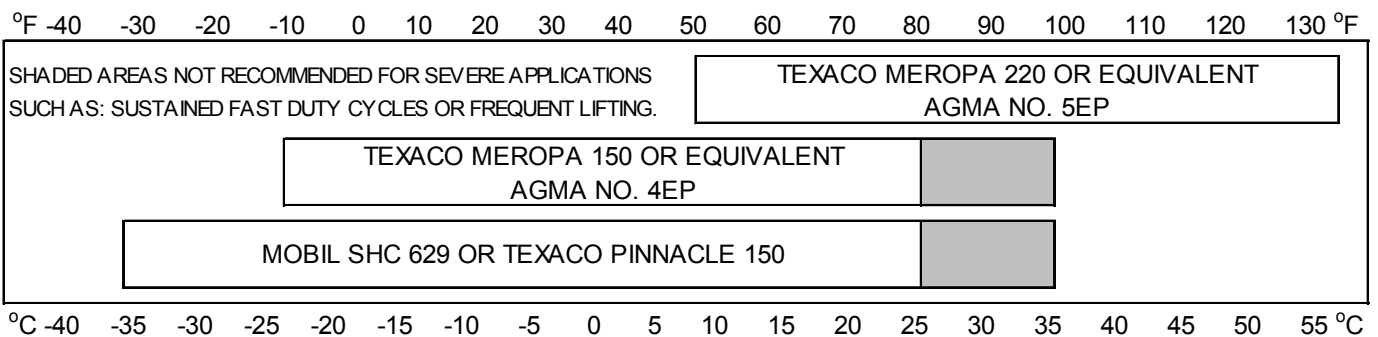 °F -40 -30 -20 -10 0 10 20 30 40 50 60 70 80 90 100 110 120 130 °F
SHADED AREAS NOT RECOMMENDED FOR SEVERE APPLICATIONS
SUCH AS: SUSTAINED FAST DUTY CYCLES OR FREQUENT LIFTING.
TEXACO MEROPA 220 OR EQUIVALENT
AGMA NO. 5EP
TEXACO MEROPA 150 OR EQUIVALENT
AGMA NO. 4EP
MOBIL SHC 629 OR TEXACO PINNACLE 150
°C -40 -35 -30 -25 -20 -15 -10 -5 0 5 10 15 20 25 30 35 40 45 50 55 °C